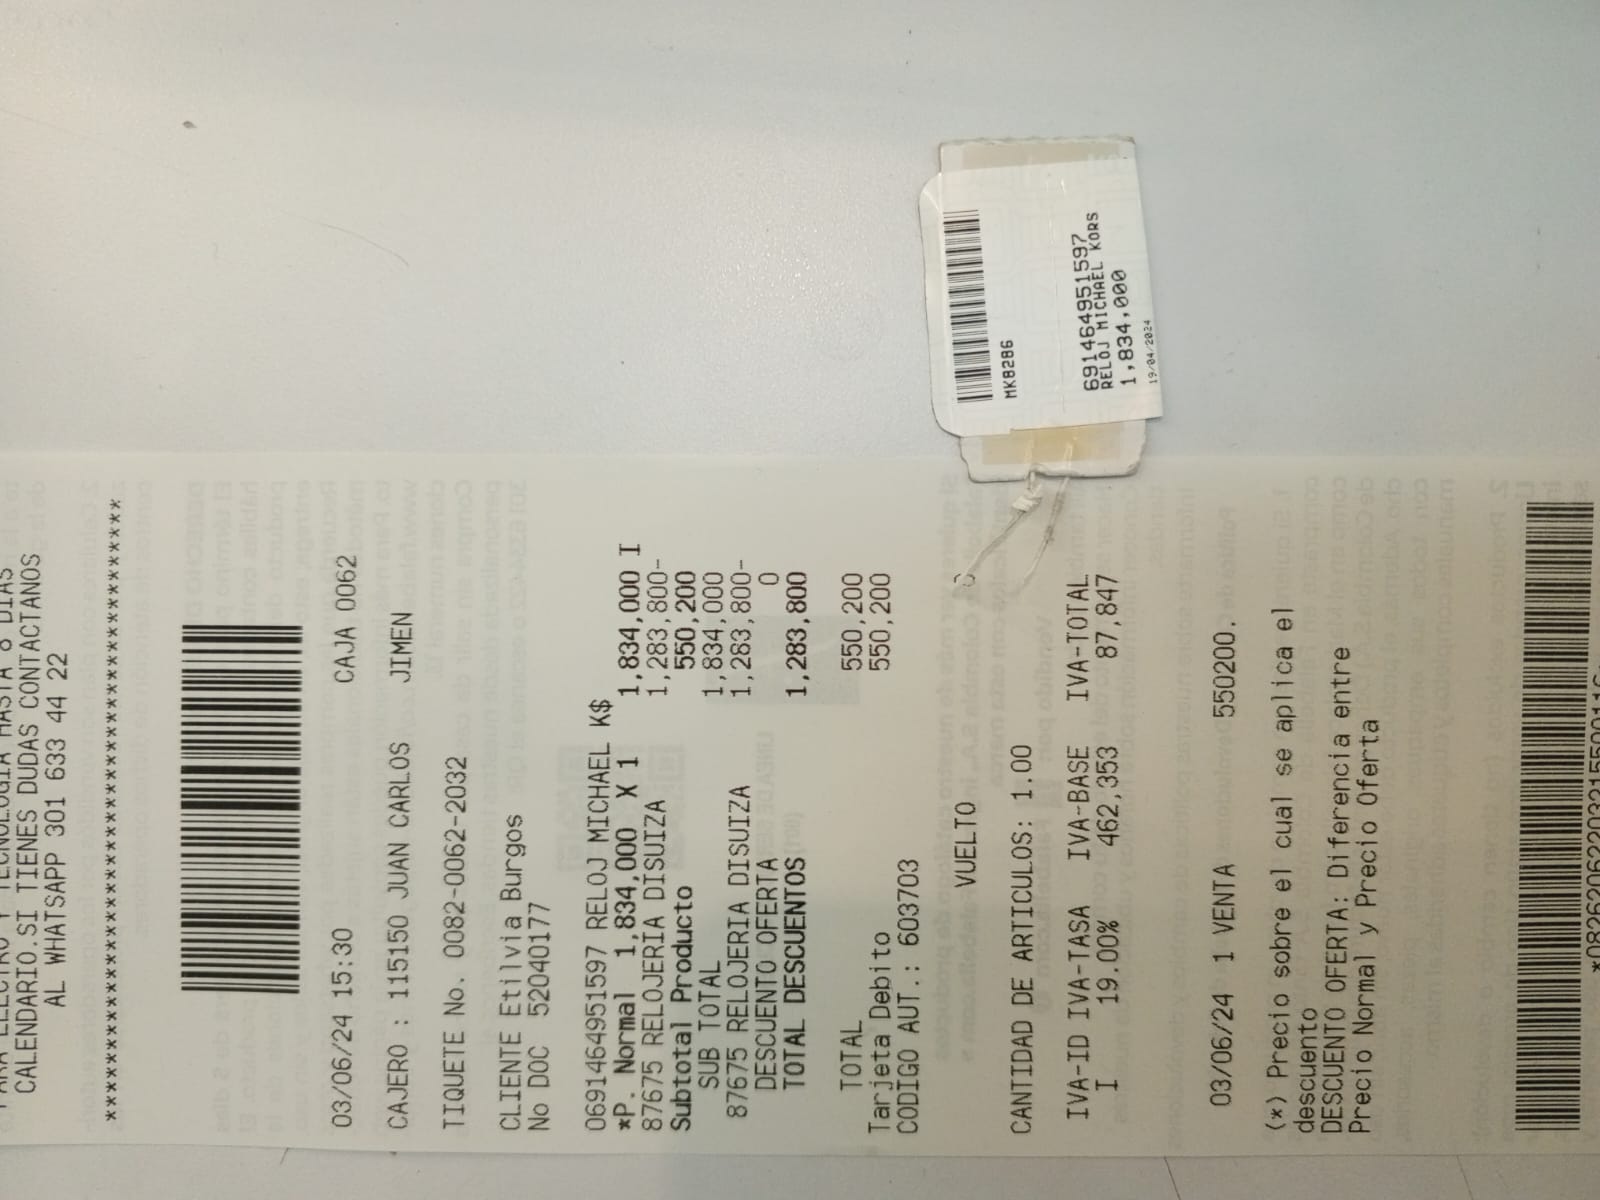 CALENDARIO.SI TIENES DUDAS CONTACTANOS
AL WHATSAPP 301 633 44 22
03/06/24 15:30 CAJA 0062
CAJERO : 115150 JUAN CARLOS JIMEN
TIQUETE No. 0082-0062-2032
CLIENTE Etilvia Burgos
No DOC 52040177
0691464951597 RELOJ MICHAEL K$
*P. Normal 1,834,000 X 1 1,834,000 I
87675 RELOJERIA DISUIZA 1,283,800-
Subtotal Producto 550,200
SUB TOTAL 1,834,000
87675 RELOJERIA DISUIZA 1,283,800-
DESCUENTO OFERTA 0
TOTAL DESCUENTOS 1,283,800
TOTAL 550,200
Tarjeta Debito 550,200
CODIGO AUT.: 603703
VUELTO 0
CANTIDAD DE ARTICULOS: 1.00
IVA-ID IVA-TASA IVA-BASE IVA-TOTAL
I 19.00% 462,353 87,847
03/06/24 1 VENTA 550200.
(*) Precio sobre el cual se aplica el
descuento
DESCUENTO OFERTA: Diferencia entre
Precio Normal y Precio Oferta
MK8286
691464951597
RELOJ MICHAEL KORS
1,834,000
19/04/2024